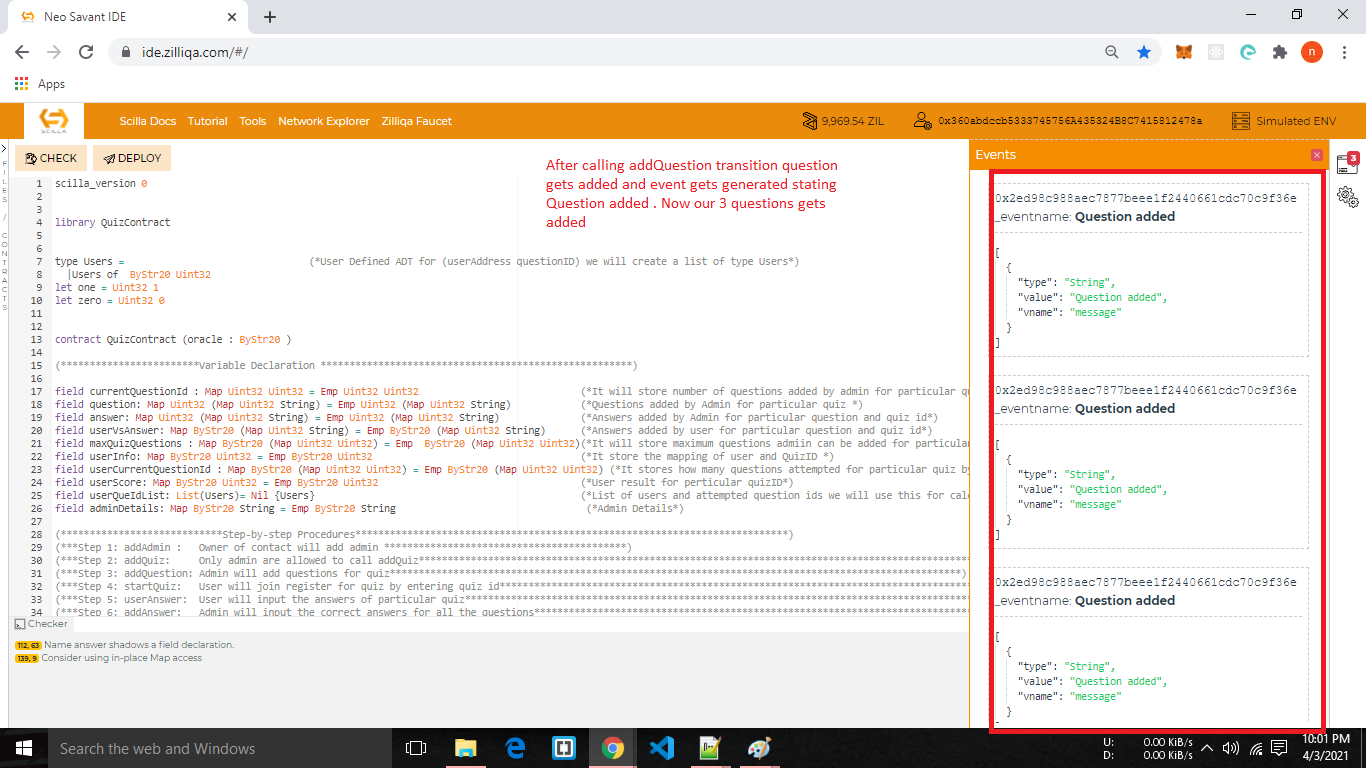 Neo Savant IDE
ide.zilliqa.com/#/
n
Apps
SCILLA
Scilla Docs Tutorial Tools Network Explorer Zilliqa Faucet
9,969.54 ZIL
0x360abdccb5333745756A435324B8C7415812478a
Simulated ENV
FILES / CONTRACTS
CHECK
DEPLOY
After calling addQuestion transition question
gets added and event gets generated stating
Question added . Now our 3 questions gets
added
1 scilla_version 0
2
3
4 library QuizContract
5
6
7 type Users = (*User Defined ADT for (userAddress questionID) we will create a list of type Users*)
8 |Users of ByStr20 Uint32
9 let one = Uint32 1
10 let zero = Uint32 0
11
12
13 contract QuizContract (oracle : ByStr20 )
14
15 (************************Variable Declaration ******************************************************)
16
17 field currentQuestionId : Map Uint32 Uint32 = Emp Uint32 Uint32 (*It will store number of questions added by admin for particular qu
18 field question: Map Uint32 (Map Uint32 String) = Emp Uint32 (Map Uint32 String) (*Questions added by Admin for particular quiz *)
19 field answer: Map Uint32 (Map Uint32 String) = Emp Uint32 (Map Uint32 String) (*Answers added by Admin for particular question and quiz id*)
20 field userVsAnswer: Map ByStr20 (Map Uint32 String) = Emp ByStr20 (Map Uint32 String) (*Answers added by user for particular question and quiz id*)
21 field maxQuizQuestions : Map ByStr20 (Map Uint32 Uint32) = Emp ByStr20 (Map Uint32 Uint32)(*It will store maximum questions admiin can be added for particular
22 field userInfo: Map ByStr20 Uint32 = Emp ByStr20 Uint32 (*It store the mapping of user and QuizID *)
23 field userCurrentQuestionId : Map ByStr20 (Map Uint32 Uint32) = Emp ByStr20 (Map Uint32 Uint32) (*It stores how many questions attempted for particular quiz by
24 field userScore: Map ByStr20 Uint32 = Emp ByStr20 Uint32 (*User result for perticular quizID*)
25 field userQueIdList: List(Users)= Nil {Users} (*List of users and attempted question ids we will use this for calc
26 field adminDetails: Map ByStr20 String = Emp ByStr20 String (*Admin Details*)
27
28 (****************************Step-by-step Procedures***************************************************************************)
29 (***Step 1: addAdmin : Owner of contact will add admin ******************************************)
30 (***Step 2: addQuiz: Only admin are allowed to call addQuiz************************************************************************************************
31 (***Step 3: addQuestion: Admin will add questions for quiz**************************************************************************************************)
32 (***Step 4: startQuiz: User will join register for quiz by entering quiz id**********************************************************************************
33 (***Step 5: userAnswer: User will input the answers of particular quiz****************************************************************************************
34 (***Step 6: addAnswer: Admin will input the correct answers for all the questions****************************************************************************
Checker
112, 63 Name answer shadows a field declaration.
139, 9 Consider using in-place Map access
Events
3
0x2ed98c988aec7877beee1f2440661cdc70c9f36e
_eventname: Question added
[
{
"type": "String",
"value": "Question added",
"vname": "message"
}
]
0x2ed98c988aec7877beee1f2440661cdc70c9f36e
_eventname: Question added
[
{
"type": "String",
"value": "Question added",
"vname": "message"
}
]
0x2ed98c988aec7877beee1f2440661cdc70c9f36e
_eventname: Question added
[
{
"type": "String",
"value": "Question added",
"vname": "message"
}
Search the web and Windows
U: 0.00 KiB/s
D: 0.00 KiB/s
10:01 PM
4/3/2021